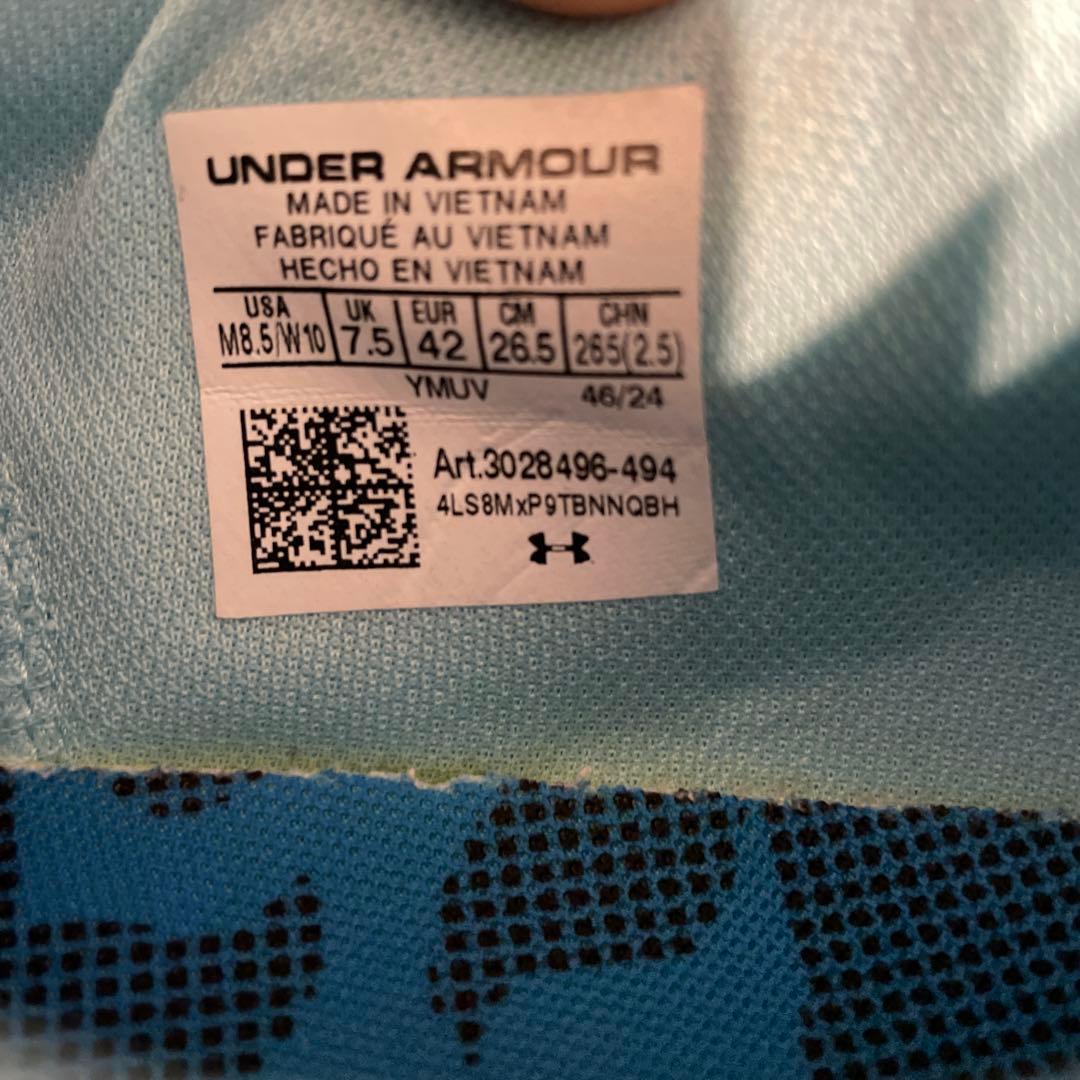 UNDER ARMOUR
MADE IN VIETNAM
FABRIQUÉ AU VIETNAM
HECHO EN VIETNAM
USA UK EUR CM CHN
M8.5/W10 7.5 42 26.5 265(2.5)
YMUV 46/24
Art.3028496-494
4LS8MxP9TBNNQBH